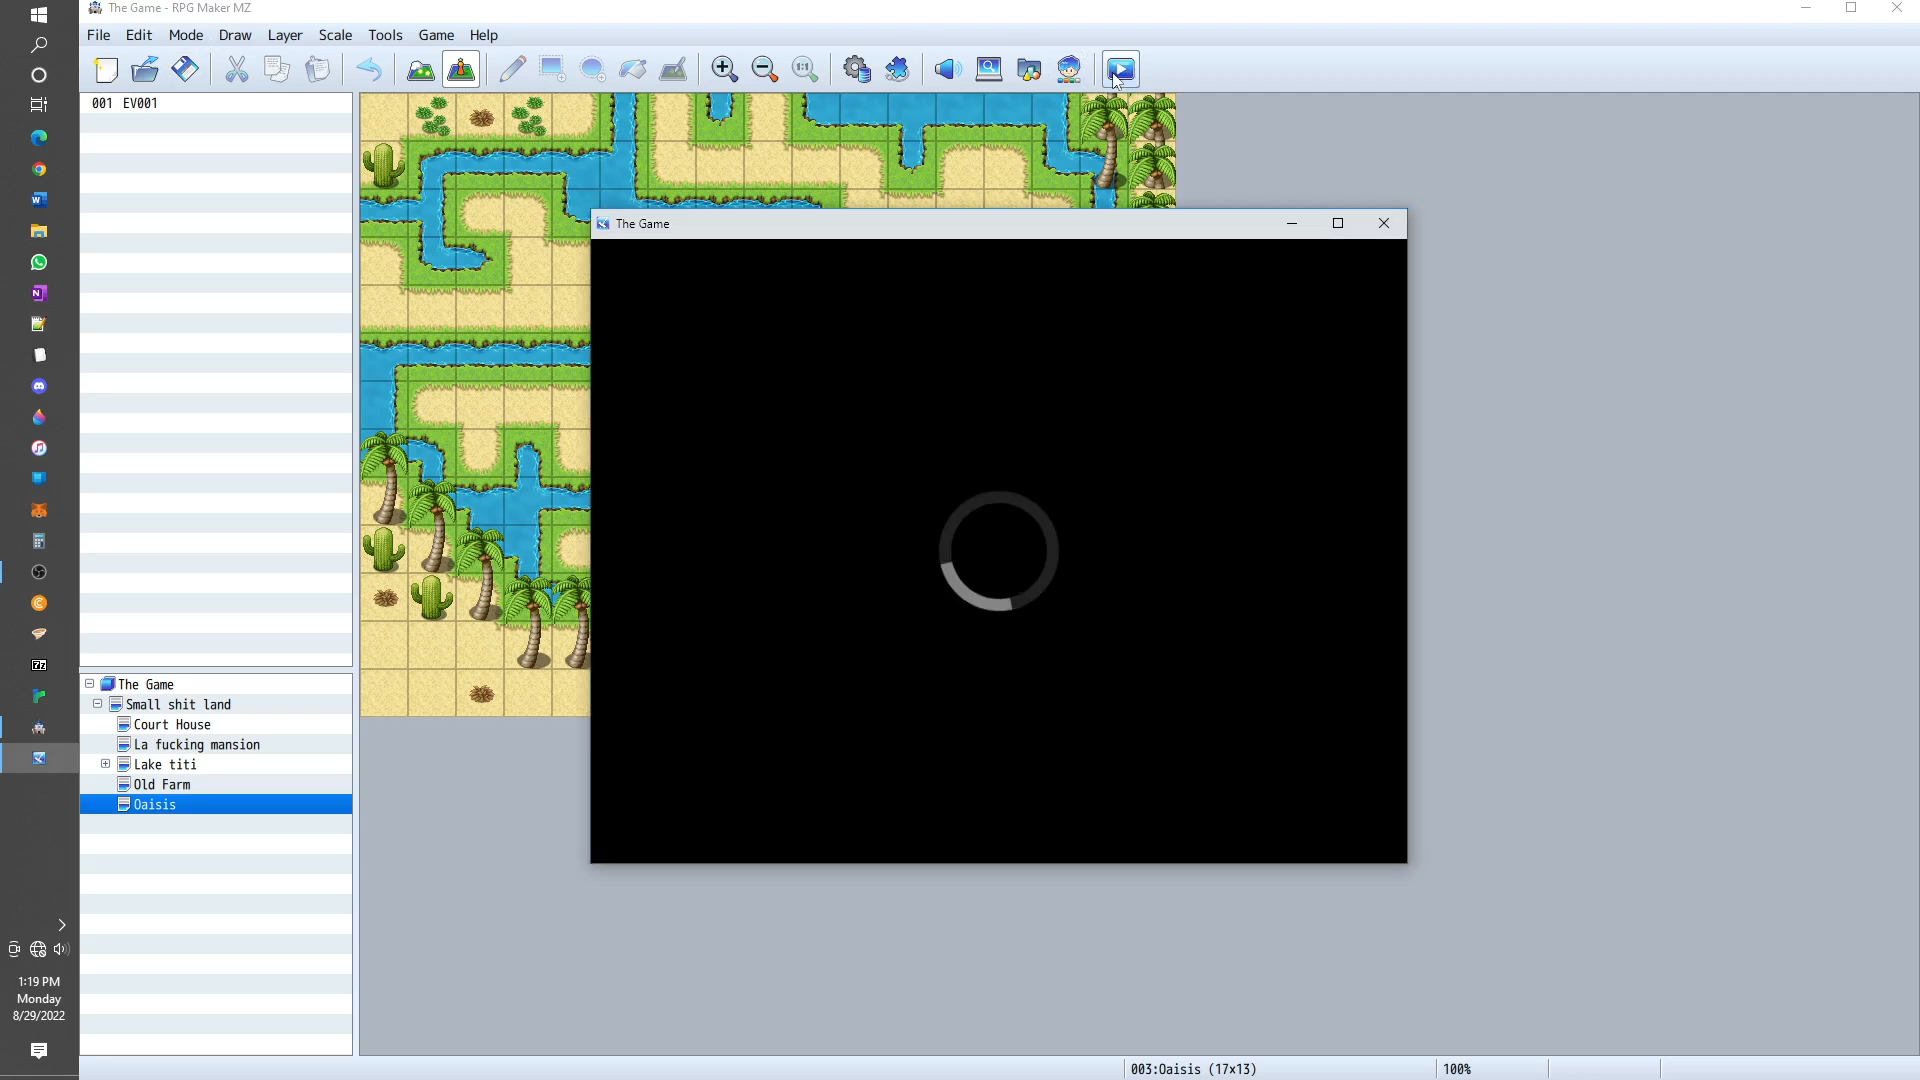 The Game - RPG Maker MZ
File Edit Mode Draw Layer Scale Tools Game Help
1:1
001 EV001
The Game
The Game
Small shit land
Court House
La fucking mansion
Lake titi
Old Farm
Oaisis
1:19 PM
Monday
8/29/2022
003:Oaisis (17x13)
100%